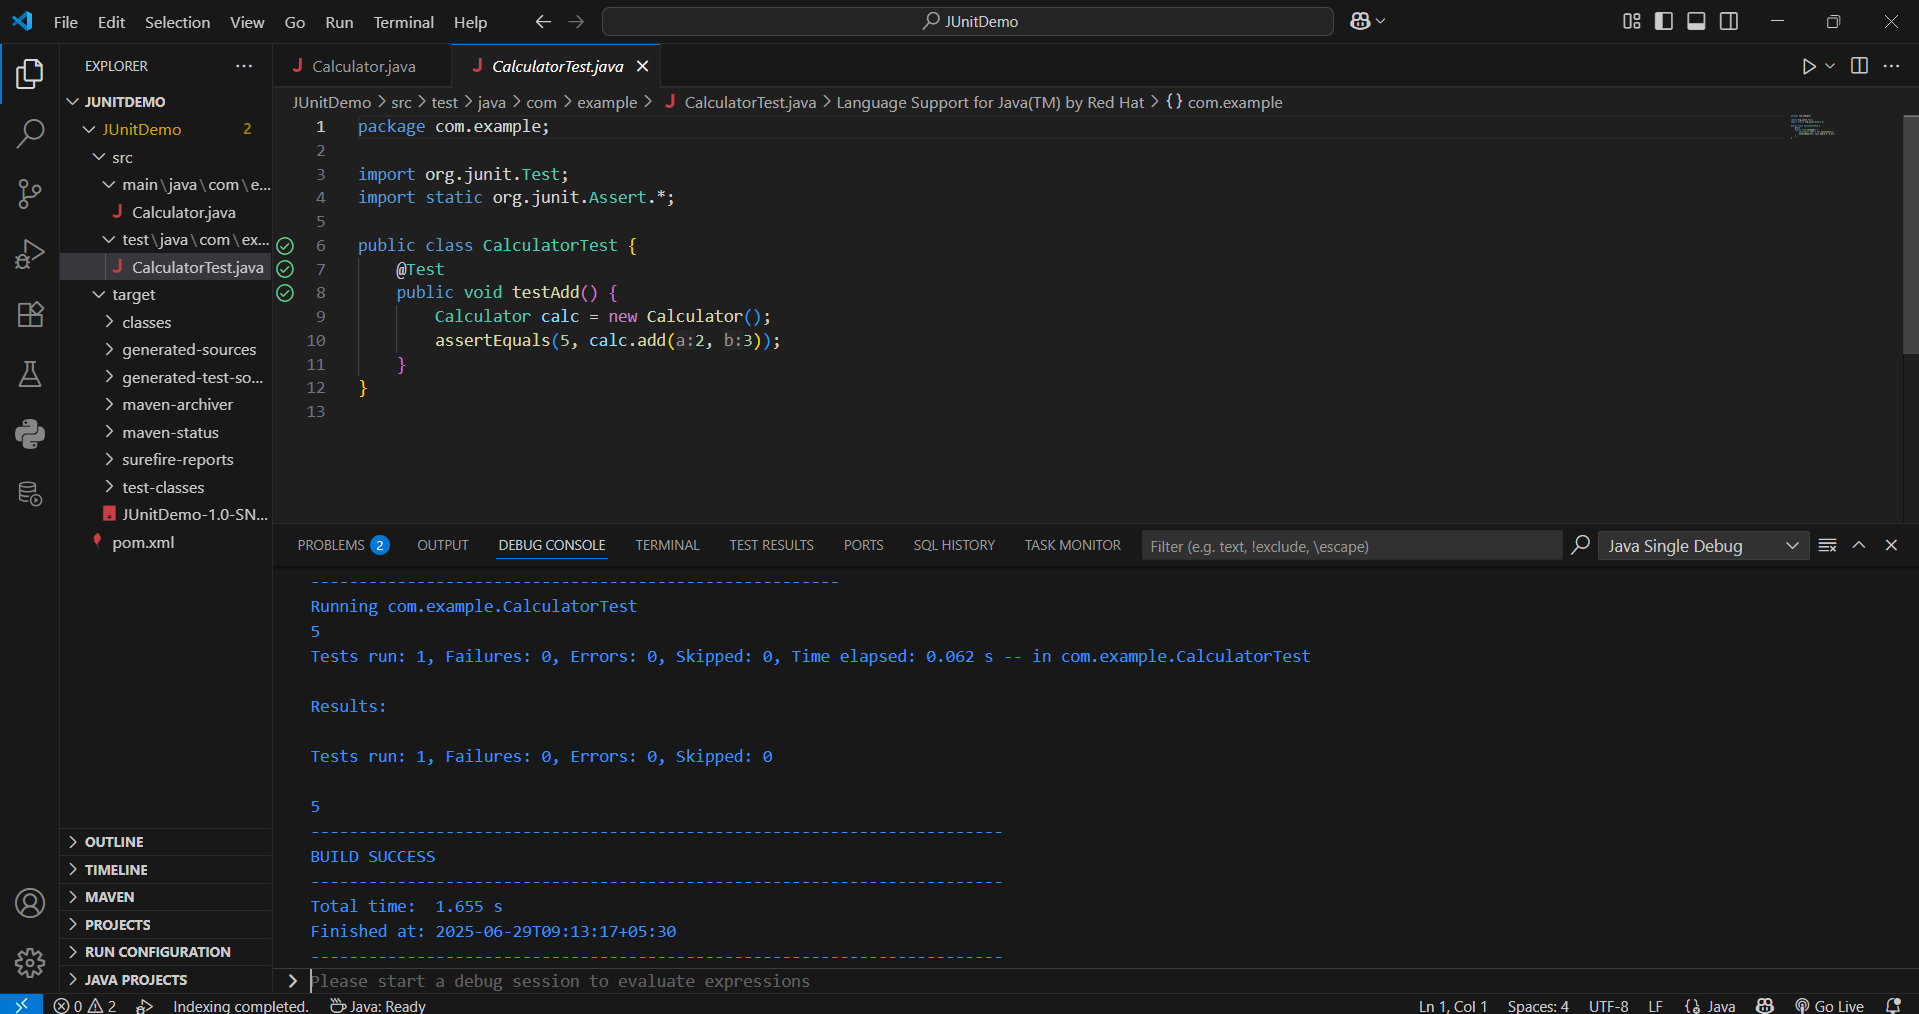 File Edit Selection View Go Run Terminal Help
JUnitDemo
EXPLORER
JUNITDEMO
JUnitDemo 2
src
main\java\com\e...
Calculator.java
test\java\com\ex...
CalculatorTest.java
target
classes
generated-sources
generated-test-so...
maven-archiver
maven-status
surefire-reports
test-classes
JUnitDemo-1.0-SN...
pom.xml
OUTLINE
TIMELINE
MAVEN
PROJECTS
RUN CONFIGURATION
JAVA PROJECTS
Calculator.java
CalculatorTest.java
JUnitDemo > src > test > java > com > example > CalculatorTest.java > Language Support for Java(TM) by Red Hat > {} com.example
1 package com.example;
2
3 import org.junit.Test;
4 import static org.junit.Assert.*;
5
6 public class CalculatorTest {
7 @Test
8 public void testAdd() {
9 Calculator calc = new Calculator();
10 assertEquals(5, calc.add(a:2, b:3));
11 }
12 }
13
PROBLEMS 2 OUTPUT DEBUG CONSOLE TERMINAL TEST RESULTS PORTS SQL HISTORY TASK MONITOR
Filter (e.g. text, !exclude, \escape)
Java Single Debug
-------------------------------------------------------
Running com.example.CalculatorTest
5
Tests run: 1, Failures: 0, Errors: 0, Skipped: 0, Time elapsed: 0.062 s -- in com.example.CalculatorTest
Results:
Tests run: 1, Failures: 0, Errors: 0, Skipped: 0
5
------------------------------------------------------------------------
BUILD SUCCESS
------------------------------------------------------------------------
Total time:  1.655 s
Finished at: 2025-06-29T09:13:17+05:30
------------------------------------------------------------------------
Please start a debug session to evaluate expressions
0 2 Indexing completed. Java: Ready
Ln 1, Col 1 Spaces: 4 UTF-8 LF {} Java Go Live